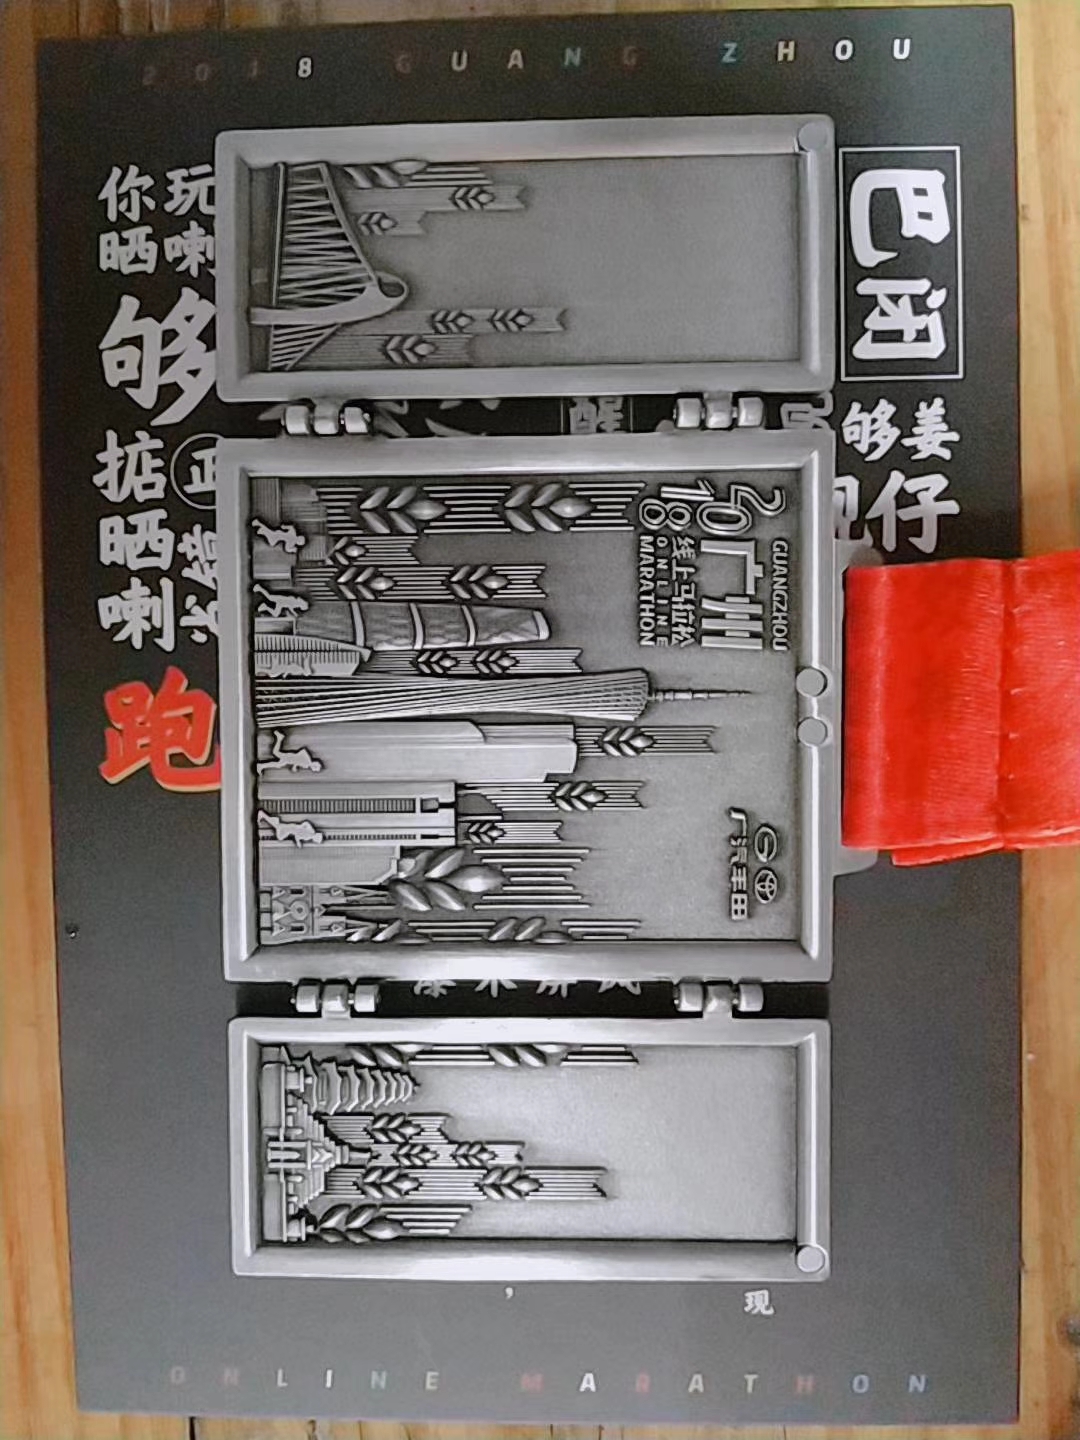 2018 GUANG ZHOU
你玩
晒喇
够
掂正
晒
喇
跑
巴闭
够姜
仔
2018
GUANGZHOU
广州
线上马拉松
ONLINE
MARATHON
广汽丰田
现
ONLINE MARATHON